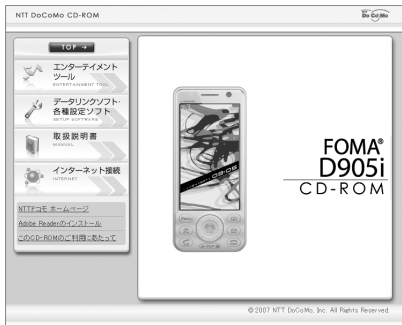 NTT DoCoMo CD-ROM
DoCoMo
TOP →
エンターテイメント
ツール
ENTERTAINMENT TOOL
データリンクソフト・
各種設定ソフト
SETUP SOFTWARE
取扱説明書
MANUAL
インターネット接続
INTERNET
NTTドコモ ホームページ
Adobe Readerのインストール
このCD-ROMのご利用にあたって
FOMA®
D905i
CD-ROM
© 2007 NTT DoCoMo, Inc. All Rights Reserved.